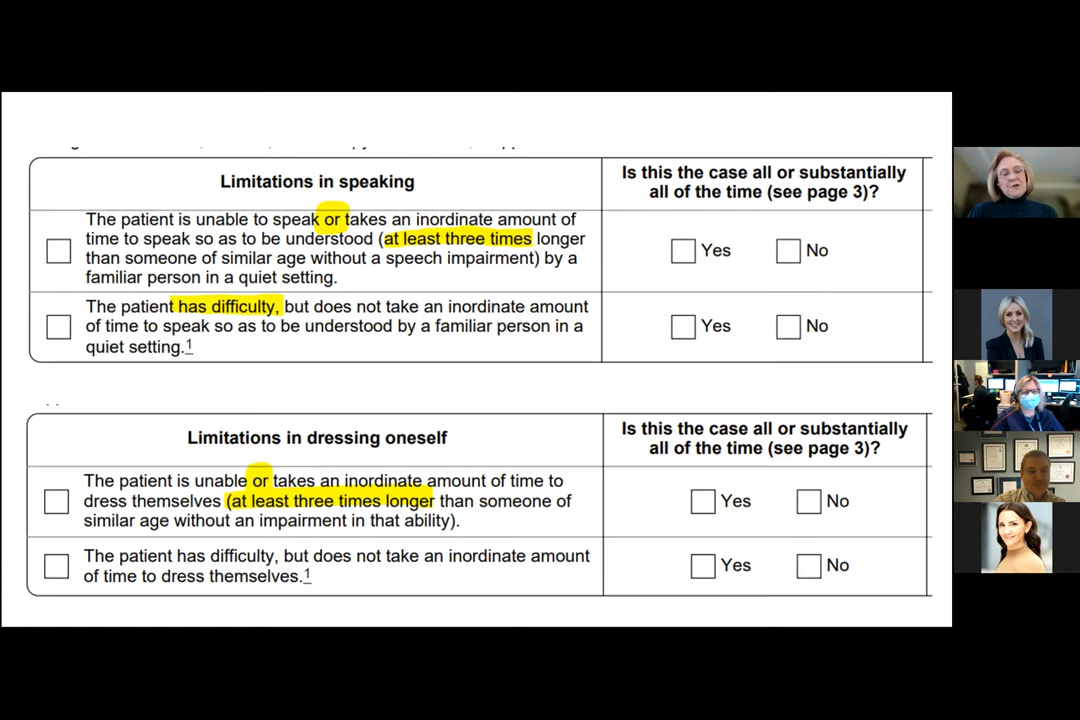 Limitations in speaking
Is this the case all or substantially
all of the time (see page 3)?
The patient is unable to speak or takes an inordinate amount of
time to speak so as to be understood (at least three times longer
than someone of similar age without a speech impairment) by a
familiar person in a quiet setting.
Yes No
The patient has difficulty, but does not take an inordinate amount
of time to speak so as to be understood by a familiar person in a
quiet setting.1
Yes No
Limitations in dressing oneself
Is this the case all or substantially
all of the time (see page 3)?
The patient is unable or takes an inordinate amount of time to
dress themselves (at least three times longer than someone of
similar age without an impairment in that ability).
Yes No
The patient has difficulty, but does not take an inordinate amount
of time to dress themselves.1
Yes No